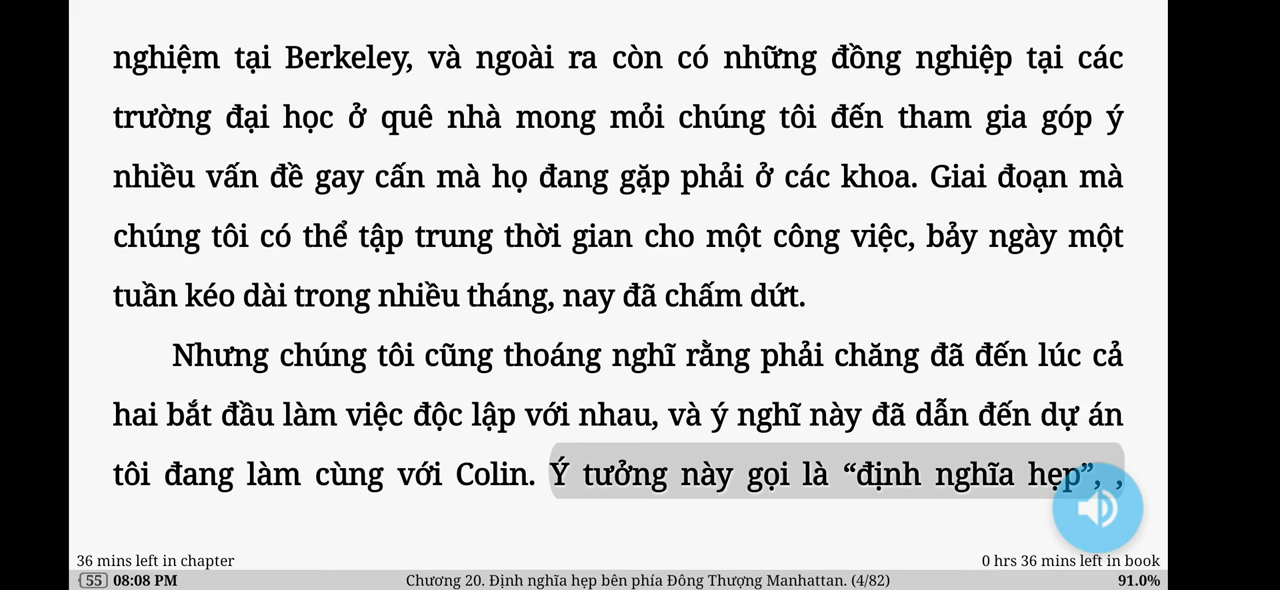 nghiệm tại Berkeley, và ngoài ra còn có những đồng nghiệp tại các
trường đại học ở quê nhà mong mỏi chúng tôi đến tham gia góp ý
nhiều vấn đề gay cấn mà họ đang gặp phải ở các khoa. Giai đoạn mà
chúng tôi có thể tập trung thời gian cho một công việc, bảy ngày một
tuần kéo dài trong nhiều tháng, nay đã chấm dứt.
Nhưng chúng tôi cũng thoáng nghĩ rằng phải chăng đã đến lúc cả
hai bắt đầu làm việc độc lập với nhau, và ý nghĩ này đã dẫn đến dự án
tôi đang làm cùng với Colin. Ý tưởng này gọi là “định nghĩa hẹp”, ,
36 mins left in chapter
0 hrs 36 mins left in book
55 08:08 PM
Chương 20. Định nghĩa hẹp bên phía Đông Thượng Manhattan. (4/82)
91.0%